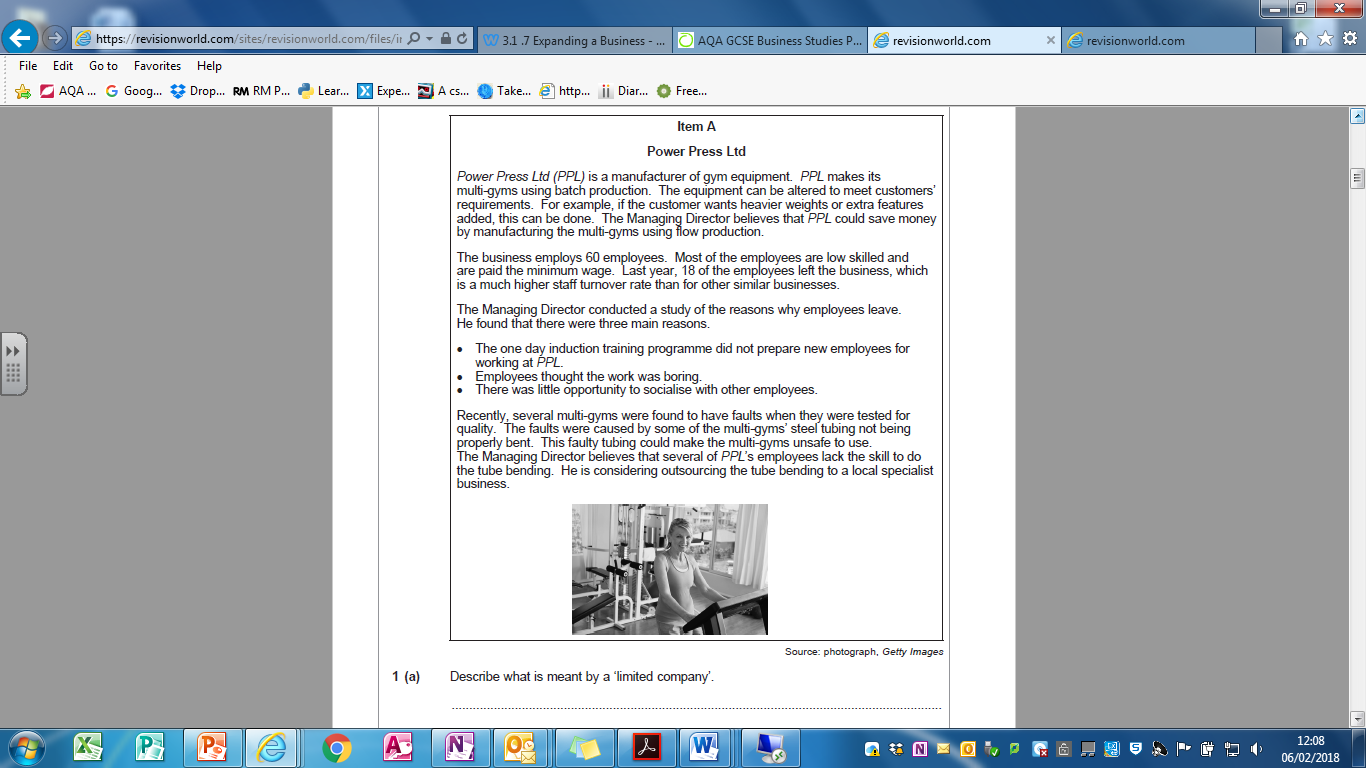 https://revisionworld.com/sites/revisionworld.com/files/in
3.1 .7 Expanding a Business - ...
AQA GCSE Business Studies P...
revisionworld.com
revisionworld.com
File Edit Go to Favorites Help
AQA ...
Goog...
Drop...
RM P...
Lear...
Expe...
A cs...
Take...
http...
Diar...
Free...
Item A
Power Press Ltd
Power Press Ltd (PPL) is a manufacturer of gym equipment. PPL makes its
multi-gyms using batch production. The equipment can be altered to meet customers'
requirements. For example, if the customer wants heavier weights or extra features
added, this can be done. The Managing Director believes that PPL could save money
by manufacturing the multi-gyms using flow production.
The business employs 60 employees. Most of the employees are low skilled and
are paid the minimum wage. Last year, 18 of the employees left the business, which
is a much higher staff turnover rate than for other similar businesses.
The Managing Director conducted a study of the reasons why employees leave.
He found that there were three main reasons.
• The one day induction training programme did not prepare new employees for
working at PPL.
• Employees thought the work was boring.
• There was little opportunity to socialise with other employees.
Recently, several multi-gyms were found to have faults when they were tested for
quality. The faults were caused by some of the multi-gyms' steel tubing not being
properly bent. This faulty tubing could make the multi-gyms unsafe to use.
The Managing Director believes that several of PPL's employees lack the skill to do
the tube bending. He is considering outsourcing the tube bending to a local specialist
business.
Source: photograph, Getty Images
1 (a) Describe what is meant by a 'limited company'.
12:08
06/02/2018